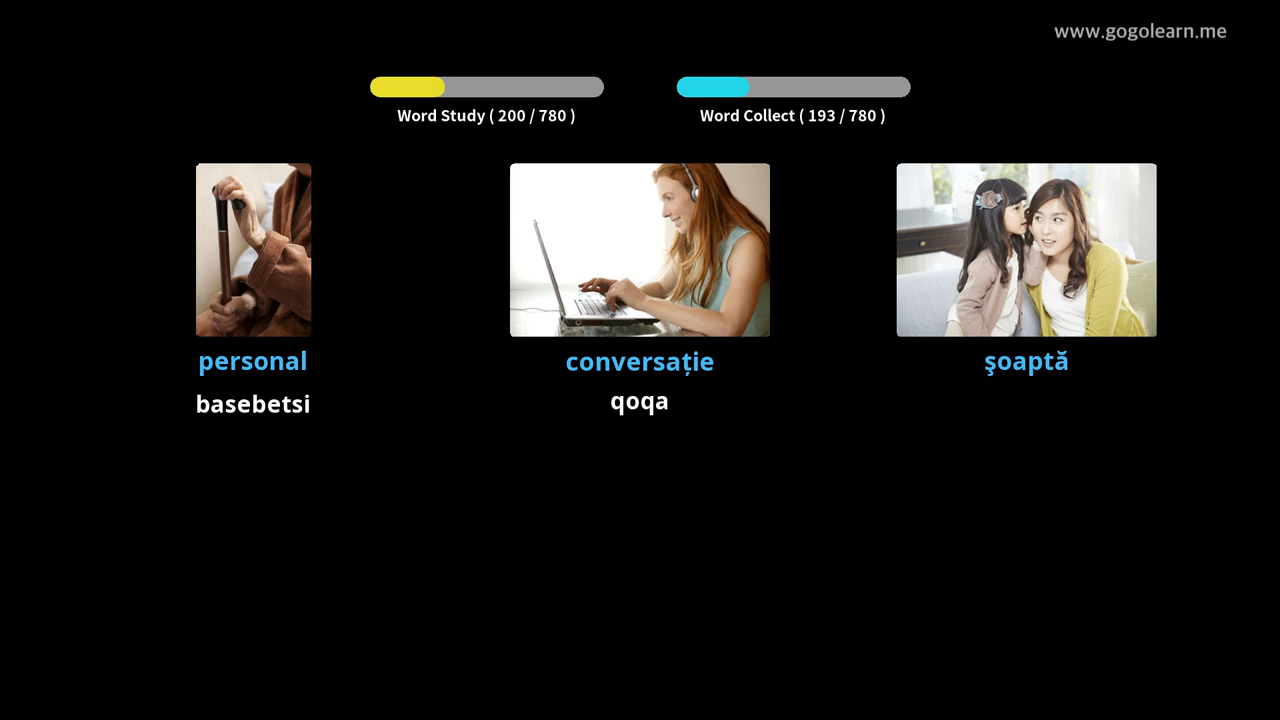 www.gogolearn.me
Word Study ( 200 / 780 )
Word Collect ( 193 / 780 )
personal
conversație
şoaptă
basebetsi
qoqa